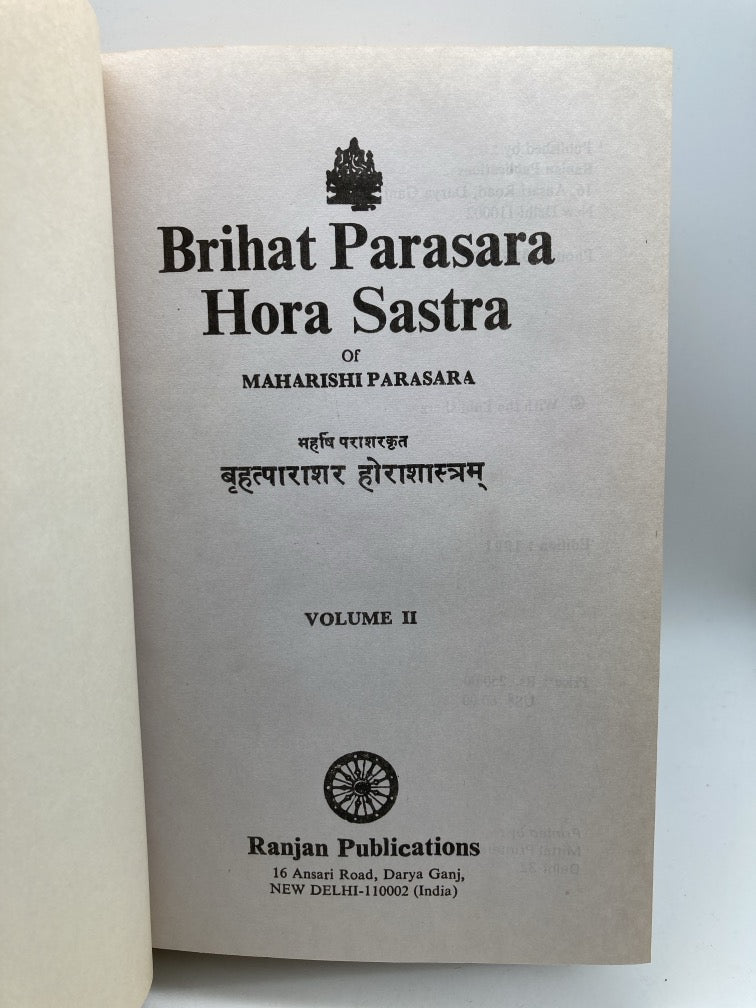 Brihat Parasara
Hora Sastra
Of
MAHARISHI PARASARA
महर्षि पराशरकृत
बृहत्पाराशर होराशास्त्रम्
VOLUME II
Ranjan Publications
16 Ansari Road, Darya Ganj,
NEW DELHI-110002 (India)